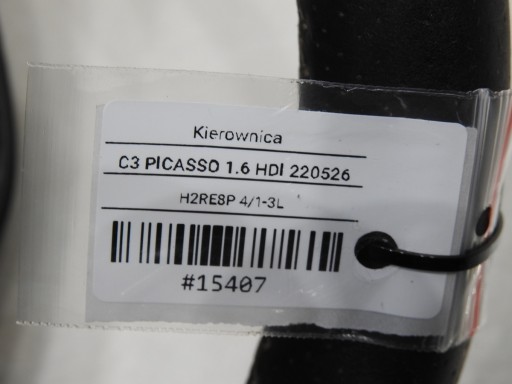 Kierownica
C3 PICASSO 1.6 HDI 220526
H2RE8P 4/1-3L
#15407